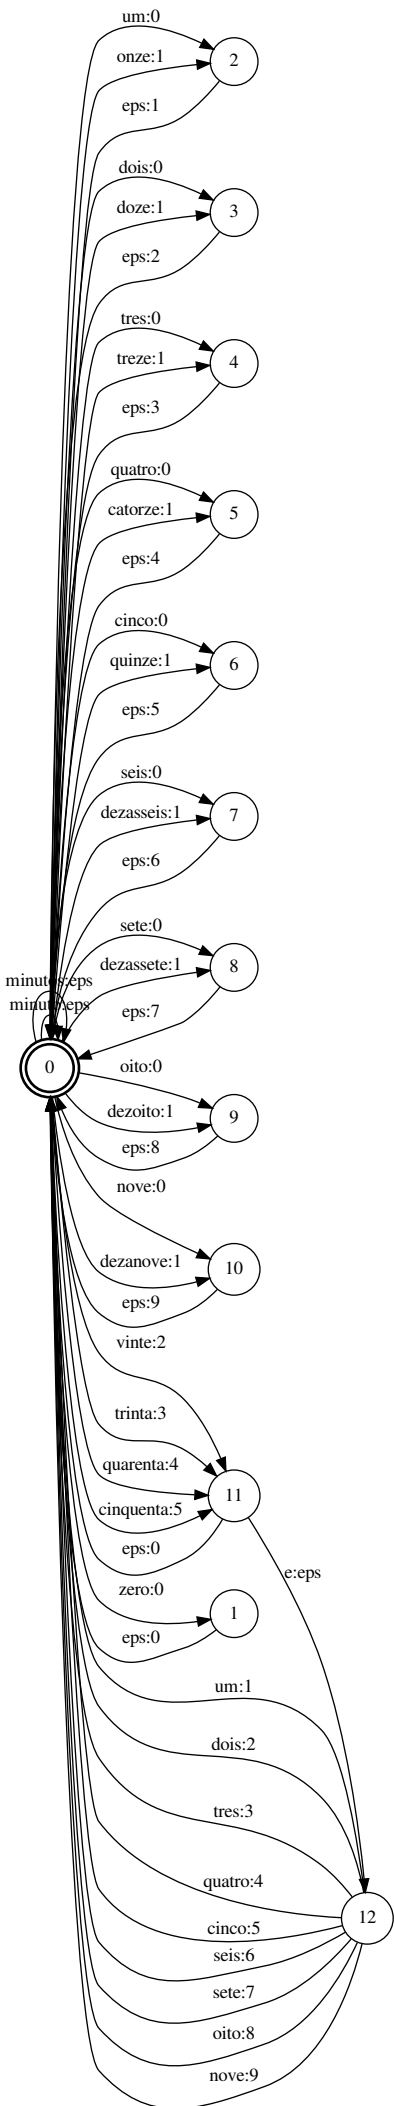 um:0
onze:1
2
eps:1
dois:0
doze:1
3
eps:2
tres:0
treze:1
4
eps:3
quatro:0
catorze:1
5
eps:4
cinco:0
quinze:1
6
eps:5
seis:0
dezasseis:1
7
eps:6
sete:0
dezassete:1
8
minutos:eps
minuto:eps
eps:7
0
oito:0
dezoito:1
9
eps:8
nove:0
dezanove:1
10
eps:9
vinte:2
trinta:3
quarenta:4
11
cinquenta:5
eps:0
e:eps
zero:0
1
eps:0
um:1
dois:2
tres:3
quatro:4
12
cinco:5
seis:6
sete:7
oito:8
nove:9